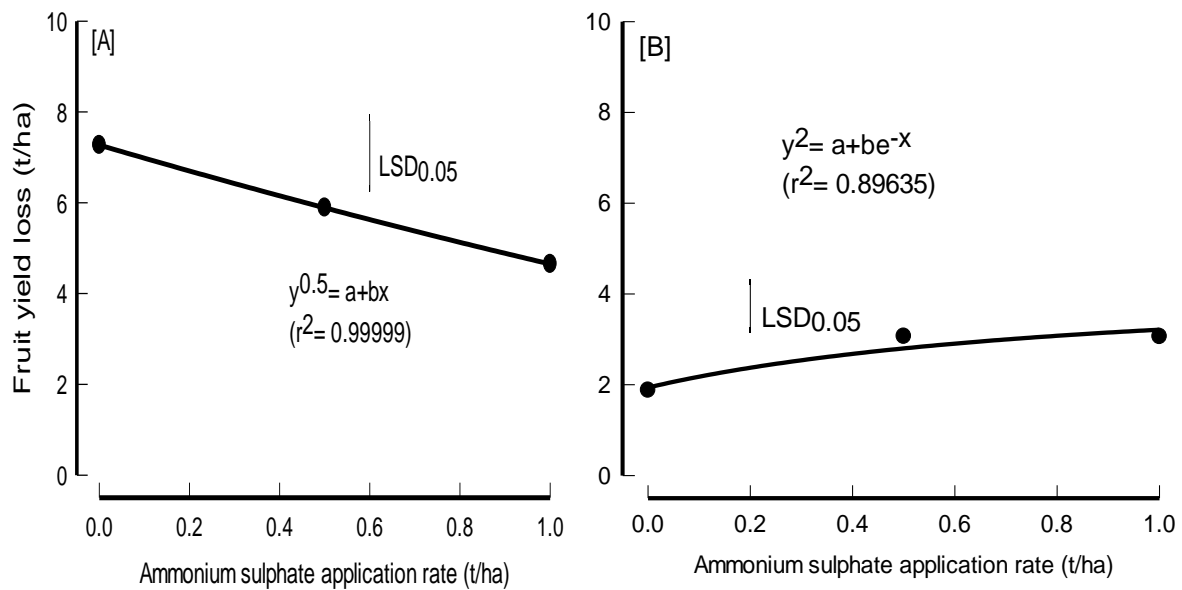 [A]
Fruit yield loss (t/ha)
10
8
6
4
2
0
LSD0.05
y0.5= a+bx
(r2= 0.99999)
0.0 0.2 0.4 0.6 0.8 1.0
Ammonium sulphate application rate (t/ha)
[B]
10
8
6
4
2
0
y2= a+be-x
(r2= 0.89635)
LSD0.05
0.0 0.2 0.4 0.6 0.8 1.0
Ammonium sulphate application rate (t/ha)